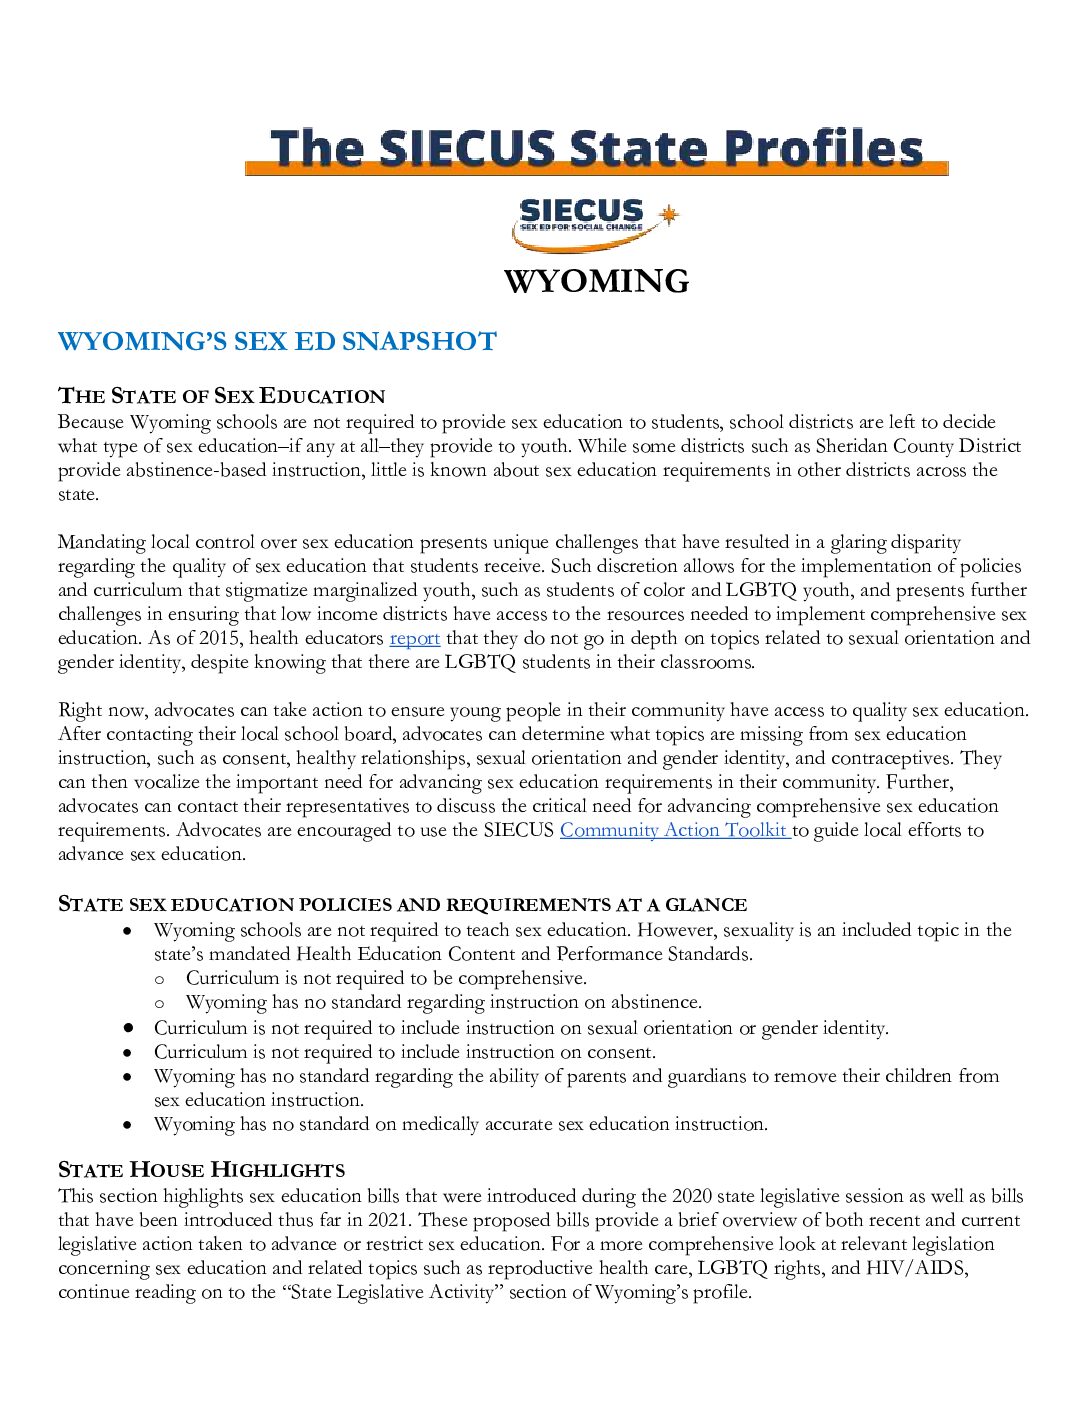 The SIECUS State Profiles
SIECUS
SEX ED FOR SOCIAL CHANGE
WYOMING
WYOMING’S SEX ED SNAPSHOT
THE STATE OF SEX EDUCATION
Because Wyoming schools are not required to provide sex education to students, school districts are left to decide
what type of sex education–if any at all–they provide to youth. While some districts such as Sheridan County District
provide abstinence-based instruction, little is known about sex education requirements in other districts across the
state.
Mandating local control over sex education presents unique challenges that have resulted in a glaring disparity
regarding the quality of sex education that students receive. Such discretion allows for the implementation of policies
and curriculum that stigmatize marginalized youth, such as students of color and LGBTQ youth, and presents further
challenges in ensuring that low income districts have access to the resources needed to implement comprehensive sex
education. As of 2015, health educators report that they do not go in depth on topics related to sexual orientation and
gender identity, despite knowing that there are LGBTQ students in their classrooms.
Right now, advocates can take action to ensure young people in their community have access to quality sex education.
After contacting their local school board, advocates can determine what topics are missing from sex education
instruction, such as consent, healthy relationships, sexual orientation and gender identity, and contraceptives. They
can then vocalize the important need for advancing sex education requirements in their community. Further,
advocates can contact their representatives to discuss the critical need for advancing comprehensive sex education
requirements. Advocates are encouraged to use the SIECUS Community Action Toolkit to guide local efforts to
advance sex education.
STATE SEX EDUCATION POLICIES AND REQUIREMENTS AT A GLANCE
● Wyoming schools are not required to teach sex education. However, sexuality is an included topic in the
state’s mandated Health Education Content and Performance Standards.
o Curriculum is not required to be comprehensive.
o Wyoming has no standard regarding instruction on abstinence.
● Curriculum is not required to include instruction on sexual orientation or gender identity.
● Curriculum is not required to include instruction on consent.
● Wyoming has no standard regarding the ability of parents and guardians to remove their children from
sex education instruction.
● Wyoming has no standard on medically accurate sex education instruction.
STATE HOUSE HIGHLIGHTS
This section highlights sex education bills that were introduced during the 2020 state legislative session as well as bills
that have been introduced thus far in 2021. These proposed bills provide a brief overview of both recent and current
legislative action taken to advance or restrict sex education. For a more comprehensive look at relevant legislation
concerning sex education and related topics such as reproductive health care, LGBTQ rights, and HIV/AIDS,
continue reading on to the “State Legislative Activity” section of Wyoming’s profile.